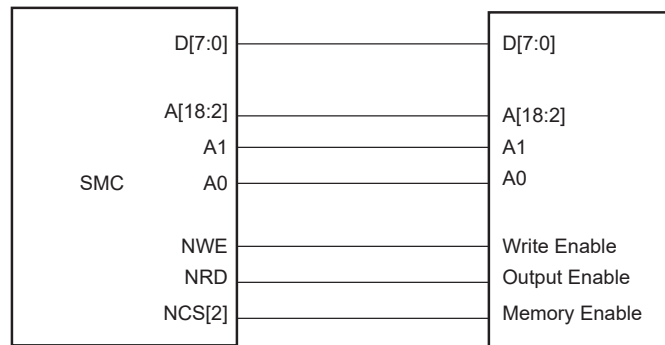 D[7:0] D[7:0]
A[18:2] A[18:2]
A1 A1
SMC A0 A0
NWE Write Enable
NRD Output Enable
NCS[2] Memory Enable